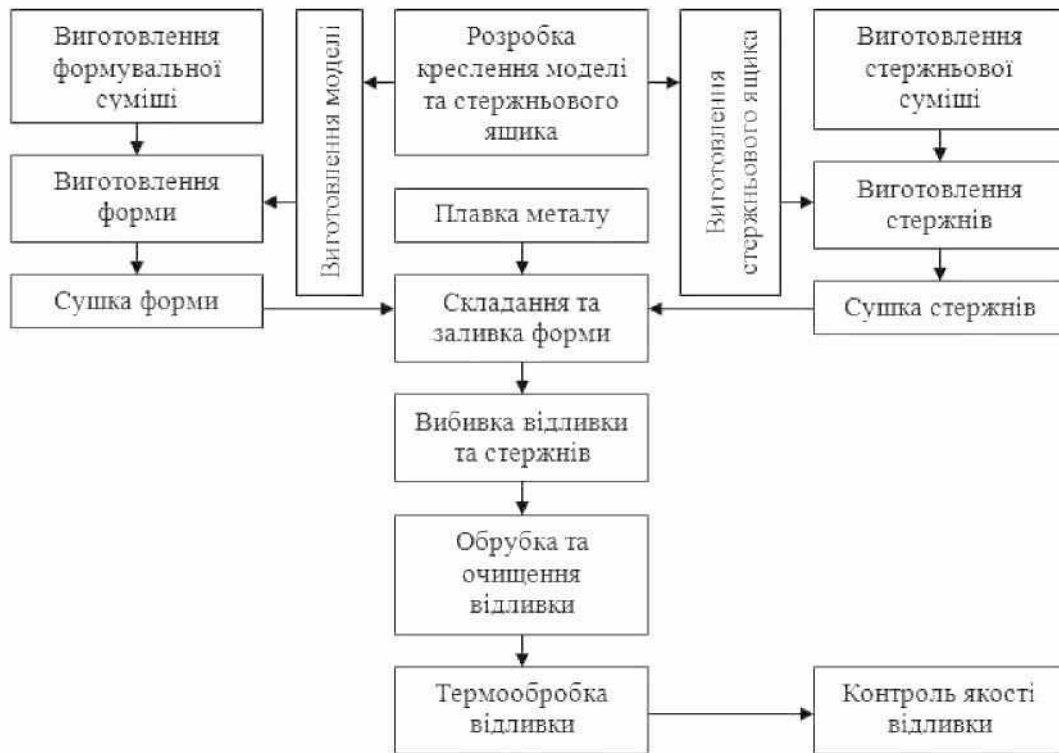 Виготовлення
формувальної
суміші
Виготовлення моделі
Розробка
креслення моделі
та стержньового
ящика
Виготовлення
стержньового ящика
Виготовлення
стержньової
суміші
Виготовлення
форми
Плавка металу
Виготовлення
стержнів
Сушка форми
Складання та
заливка форми
Сушка стержнів
Вибивка відливки
та стержнів
Обрубка та
очищення
відливки
Термообробка
відливки
Контроль якості
відливки